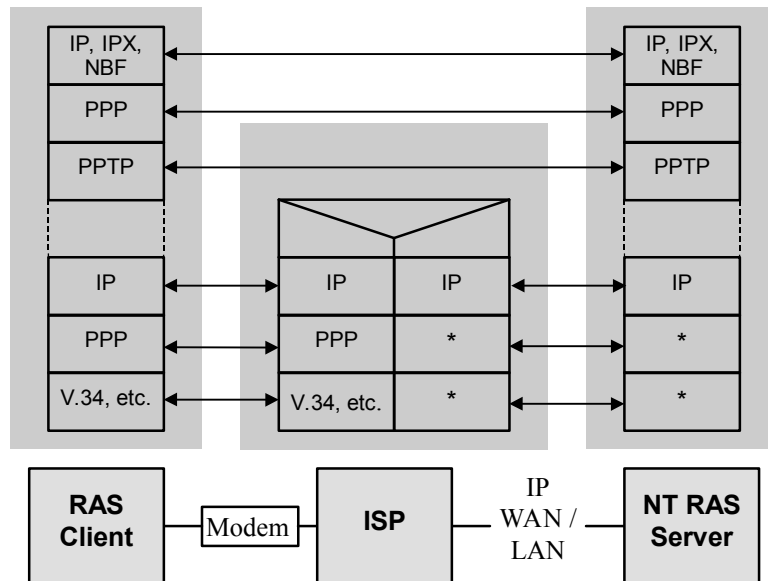 IP, IPX,
NBF
IP, IPX,
NBF
PPP
PPP
PPTP
PPTP
IP
IP
IP
IP
PPP
PPP
*
*
V.34, etc.
V.34, etc.
*
*
RAS
Client
Modem
ISP
IP
WAN /
LAN
NT RAS
Server